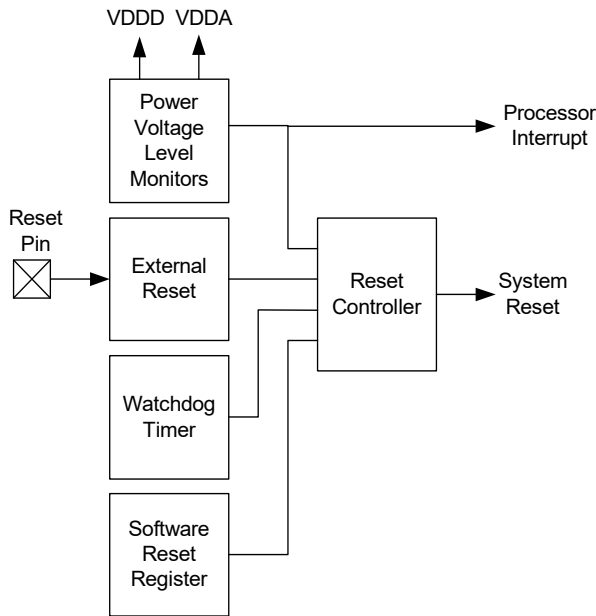 VDDD VDDA
Power
Voltage
Level
Monitors
Processor
Interrupt
Reset
Pin
External
Reset
Reset
Controller
System
Reset
Watchdog
Timer
Software
Reset
Register